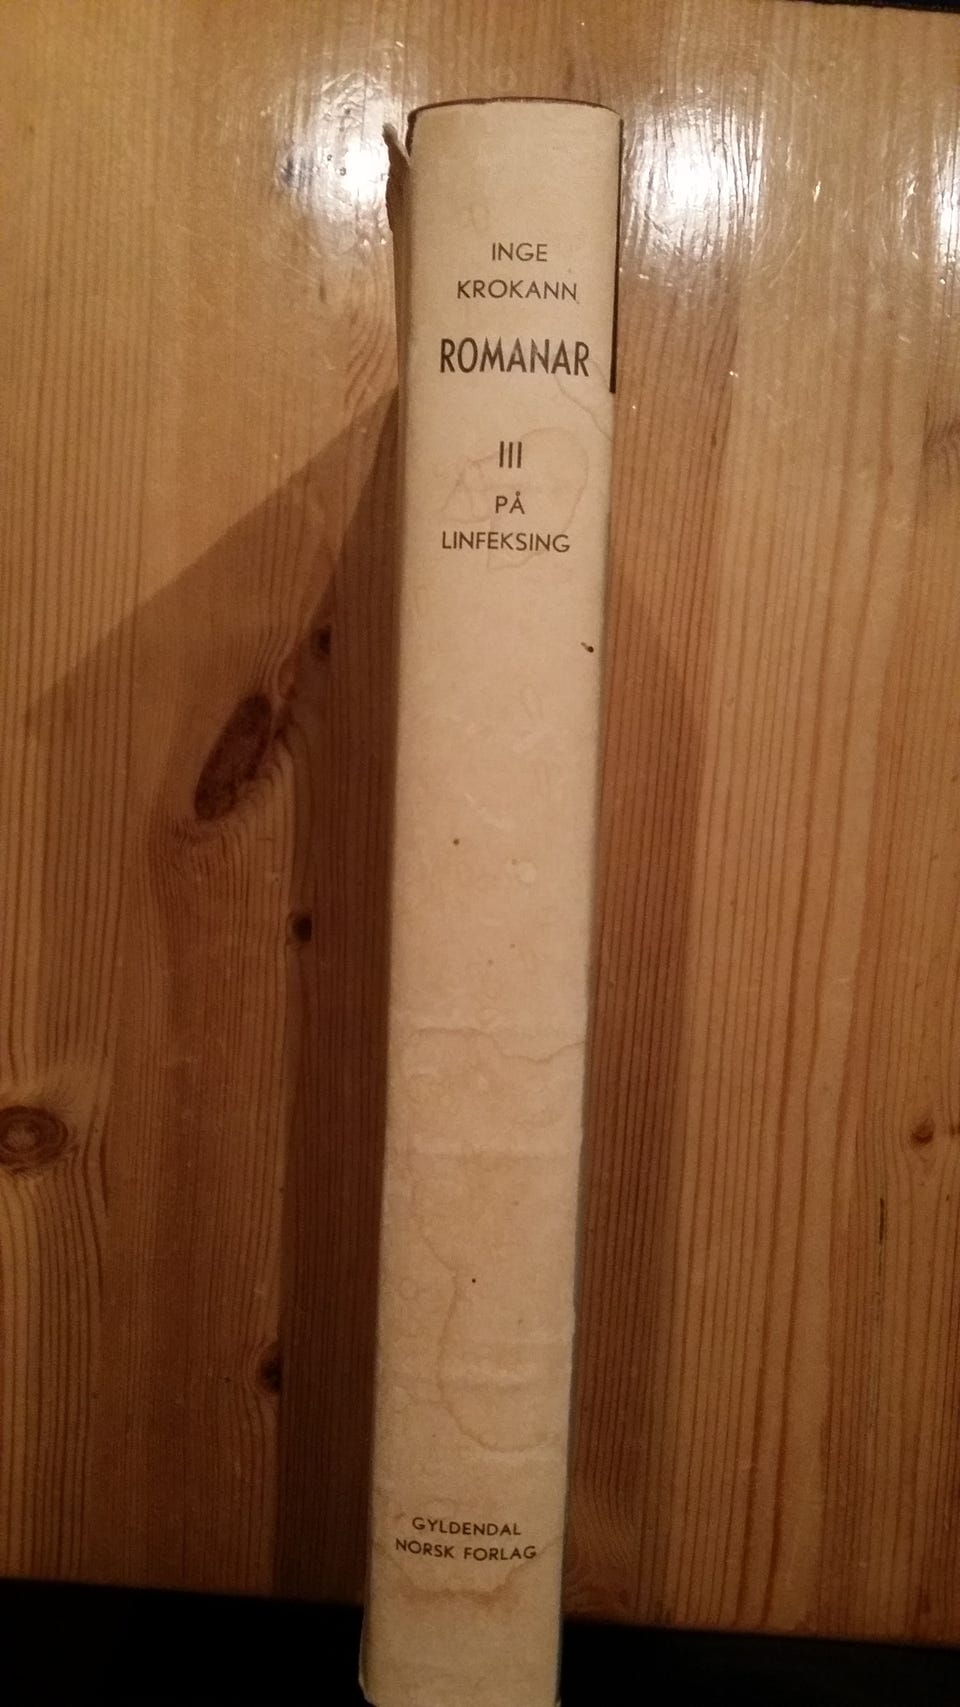 INGE
KROKANN
ROMANAR
III
PÅ
LINFEKSING
GYLDENDAL
NORSK FORLAG